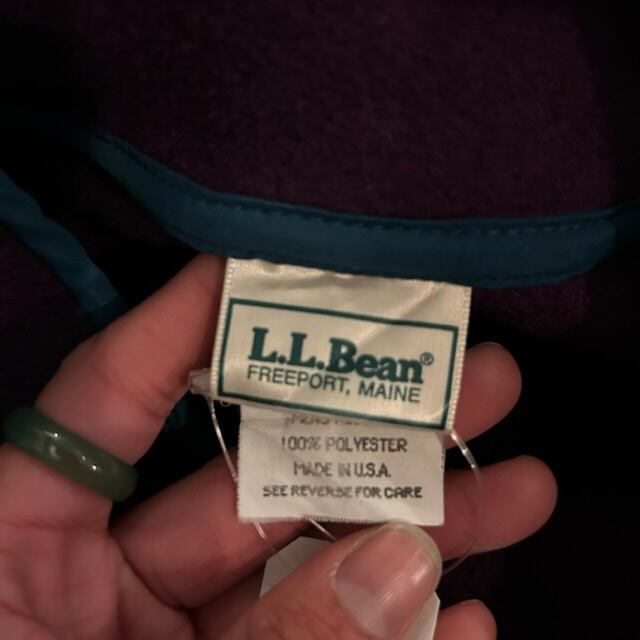 L.L.Bean®
FREEPORT, MAINE
100% POLYESTER
MADE IN U.S.A.
SEE REVERSE FOR CARE